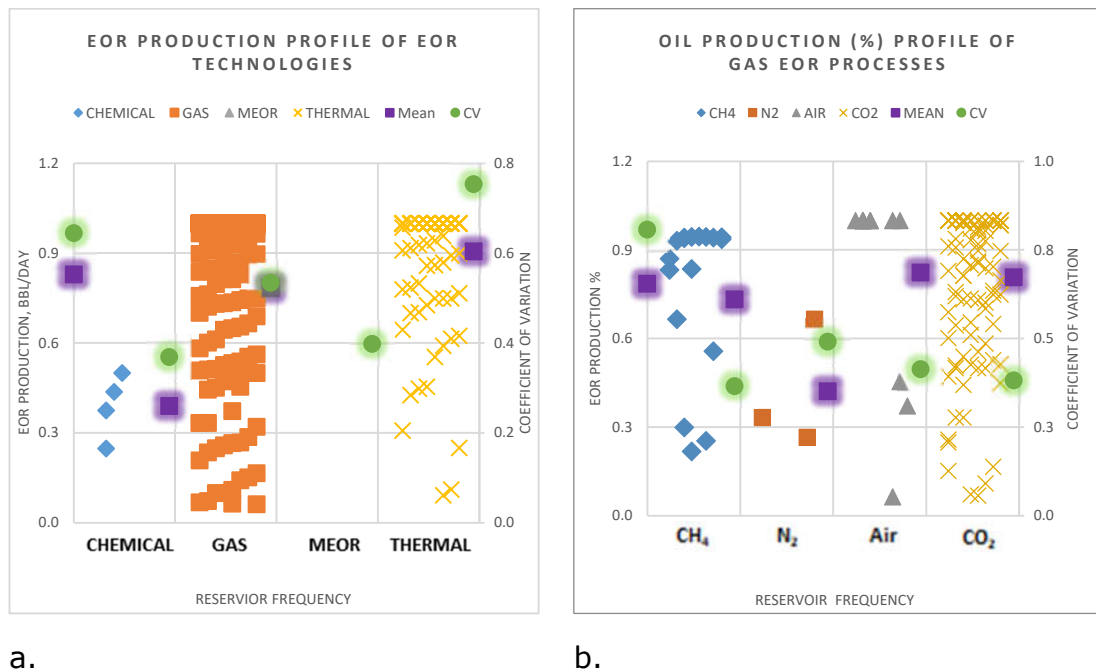 EOR PRODUCTION PROFILE OF EOR
TECHNOLOGIES
CHEMICAL GAS MEOR THERMAL Mean CV
1.2
0.9
0.6
0.3
0.0
EOR PRODUCTION, BBL/DAY
0.8
0.6
0.4
0.2
0.0
COEFFICIENT OF VARIATION
CHEMICAL GAS MEOR THERMAL
RESERVIOR FREQUENCY
a.
OIL PRODUCTION (%) PROFILE OF
GAS EOR PROCESSES
CH4 N2 AIR CO2 MEAN CV
1.2
0.9
0.6
0.3
0.0
EOR PRODUCTION %
1.0
0.8
0.5
0.3
0.0
COEFFICIENT OF VARIATION
CH₄ N₂ Air CO₂
RESERVOIR FREQUENCY
b.